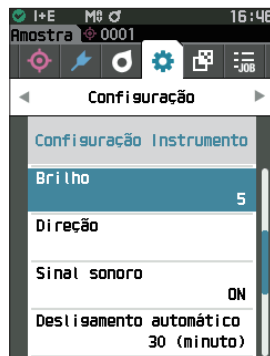 I+E M0 16:46
Amostra 0001
-JOB
Configuração
Configuração Instrumento
Brilho
5
Direção
Sinal sonoro
ON
Desligamento automático
30 (minuto)